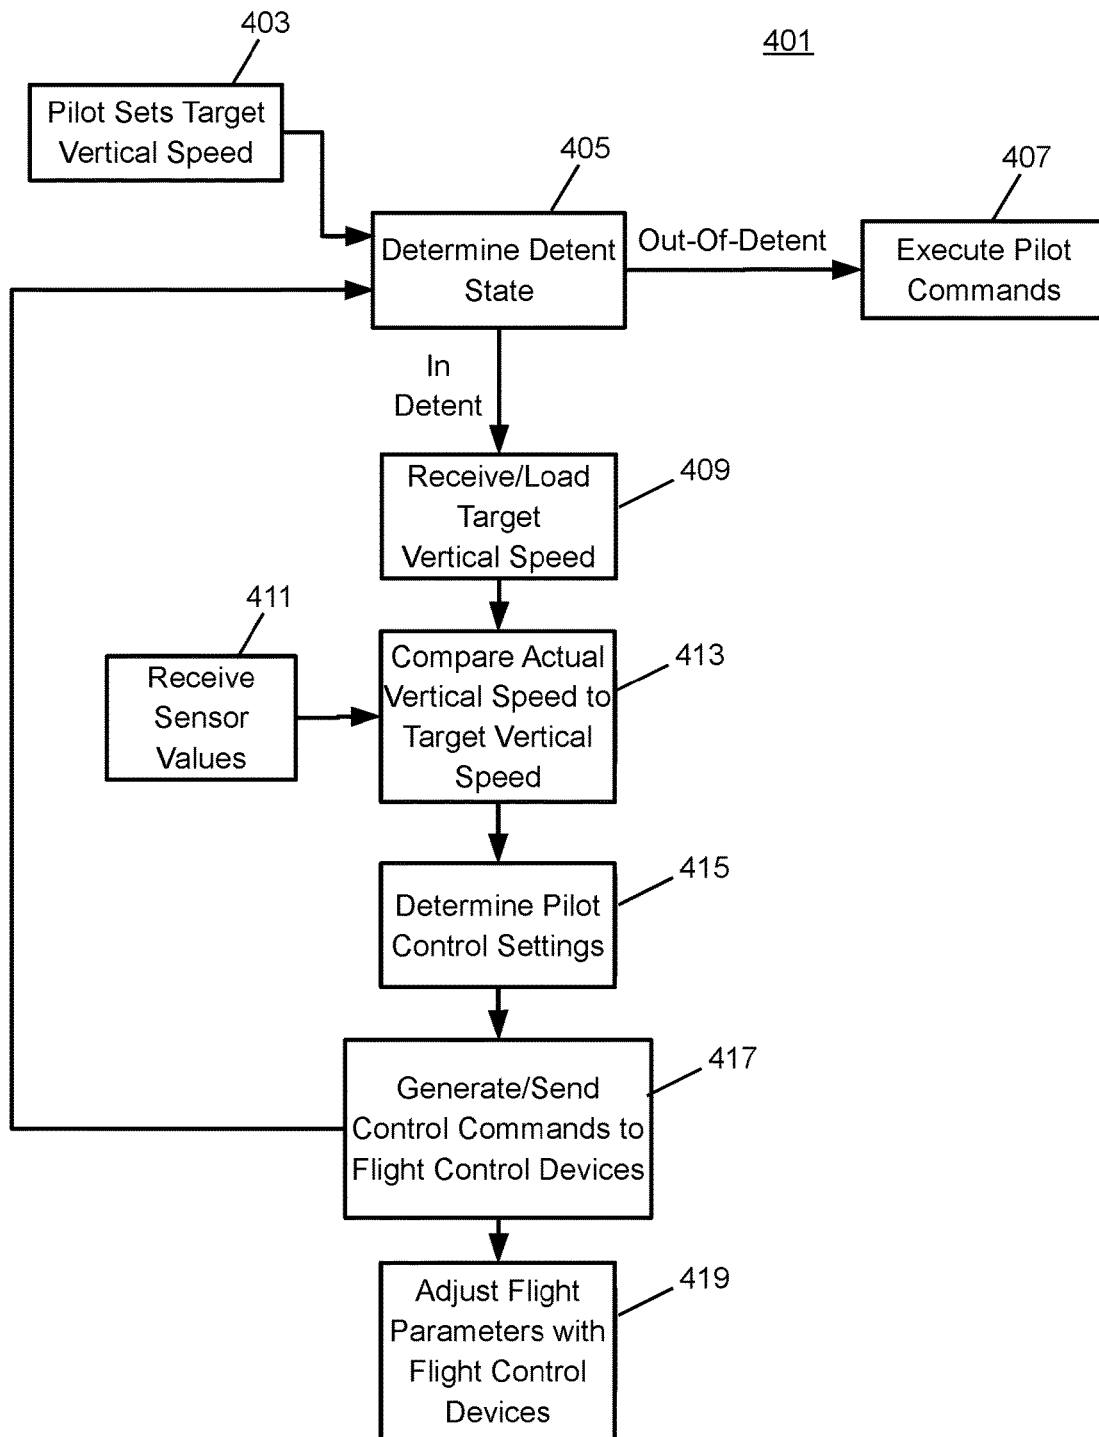 403
401
Pilot Sets Target
Vertical Speed
405
407
Determine Detent
State
Out-Of-Detent
Execute Pilot
Commands
In
Detent
Receive/Load
Target
Vertical Speed
409
411
Receive
Sensor
Values
Compare Actual
Vertical Speed to
Target Vertical
Speed
413
415
Determine Pilot
Control Settings
417
Generate/Send
Control Commands to
Flight Control Devices
419
Adjust Flight
Parameters with
Flight Control
Devices